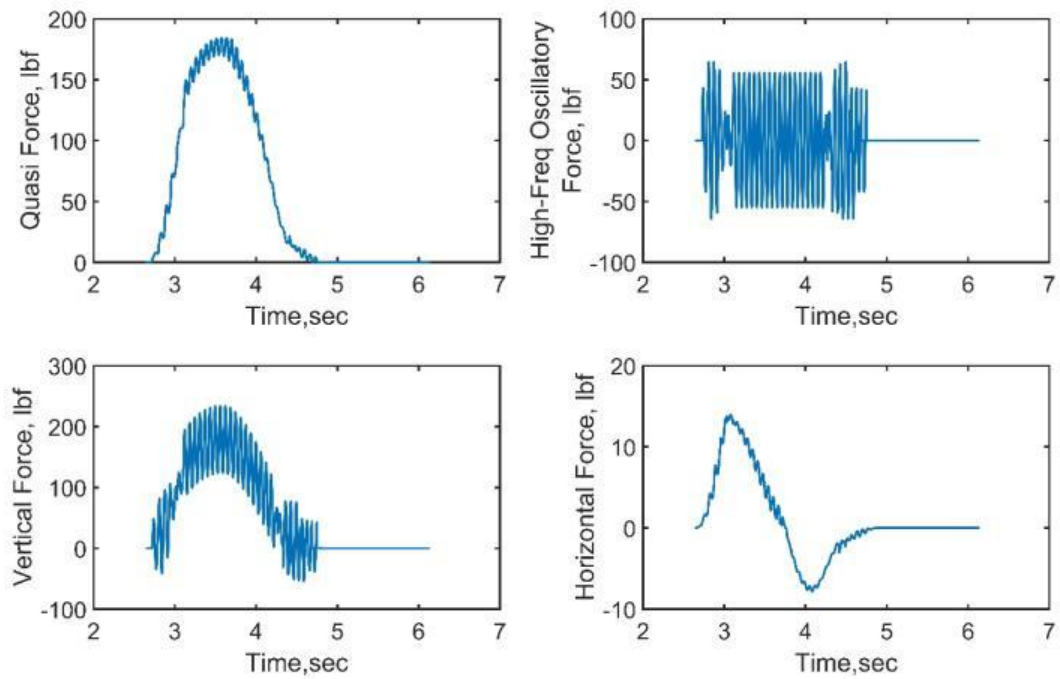 Quasi Force, lbf
200
150
100
50
0
2 3 4 5 6 7
Time,sec
High-Freq Oscillatory
Force, lbf
100
50
0
-50
-100
2 3 4 5 6 7
Time,sec
Vertical Force, lbf
300
200
100
0
-100
2 3 4 5 6 7
Time,sec
Horizontal Force, lbf
20
10
0
-10
2 3 4 5 6 7
Time,sec